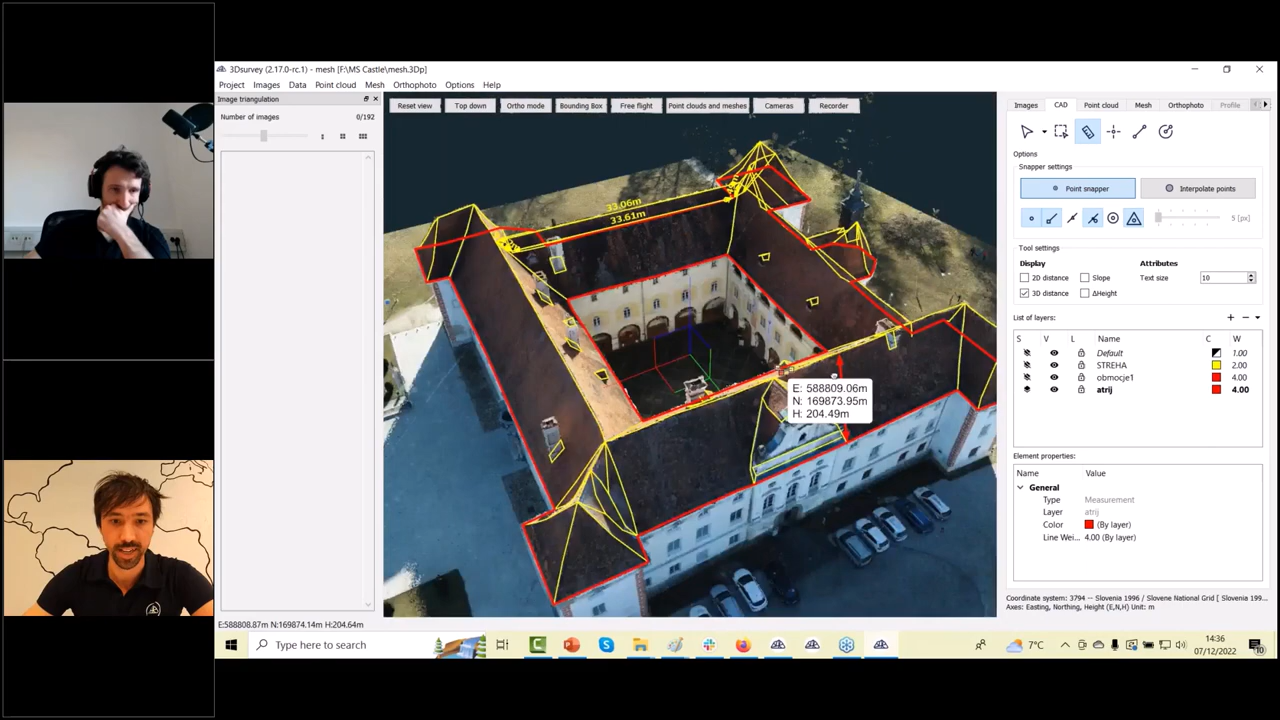 3Dsurvey (2.17.0-rc.1) - mesh [F:\MS Castle\mesh.3Dp]
Project Images Data Point cloud Mesh Orthophoto Options Help
Image triangulation
Number of images 0/192
Reset view Top down Ortho mode Bounding Box Free flight Point clouds and meshes Cameras Recorder
33.06m
33.61m
E: 588809.06m
N: 169873.95m
H: 204.49m
Images CAD Point cloud Mesh Orthophoto Profile
Options
Snapper settings
Point snapper Interpolate points
5 [px]
Tool settings
Display Attributes
2D distance Slope Text size 10
3D distance ΔHeight
List of layers:
S V L Name C W
Default 1.00
STREHA 2.00
obmocje1 4.00
atrij 4.00
Element properties:
Name Value
General
Type Measurement
Layer atrij
Color (By layer)
Line Wei... 4.00 (By layer)
Coordinate system: 3794 -- Slovenia 1996 / Slovene National Grid [ Slovenia 199...
Axes: Easting, Northing, Height (E,N,H) Unit: m
E:588808.87m N:169874.14m H:204.64m
Type here to search
7°C
14:36
07/12/2022